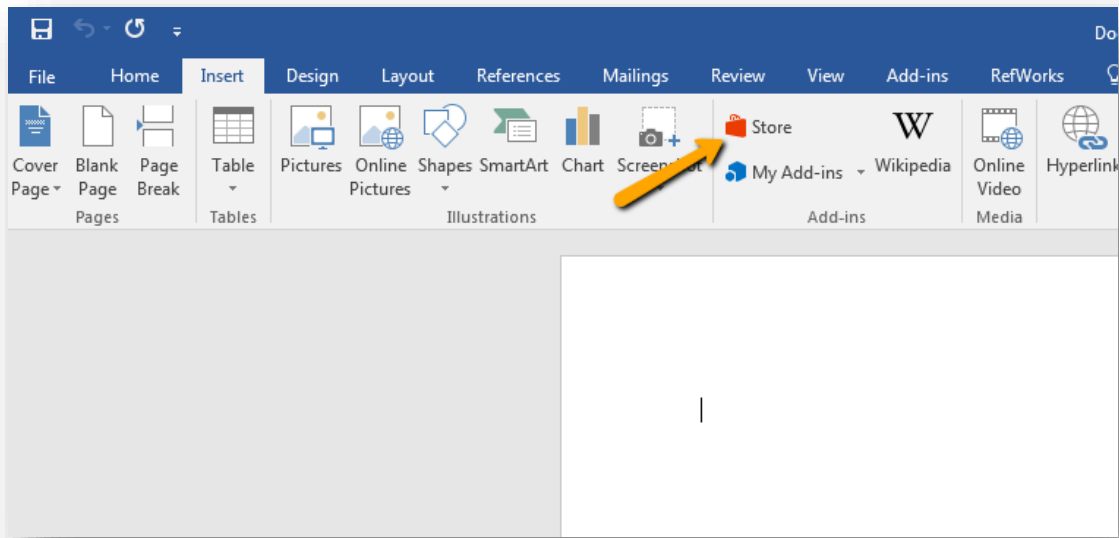 Do
File Home Insert Design Layout References Mailings Review View Add-ins RefWorks
Cover Page
Blank Page
Page Break
Table
Pictures
Online Pictures
Shapes
SmartArt
Chart
Store
My Add-ins
W
Wikipedia
Online Video
Hyperlink
Pages Tables Illustrations Add-ins Media